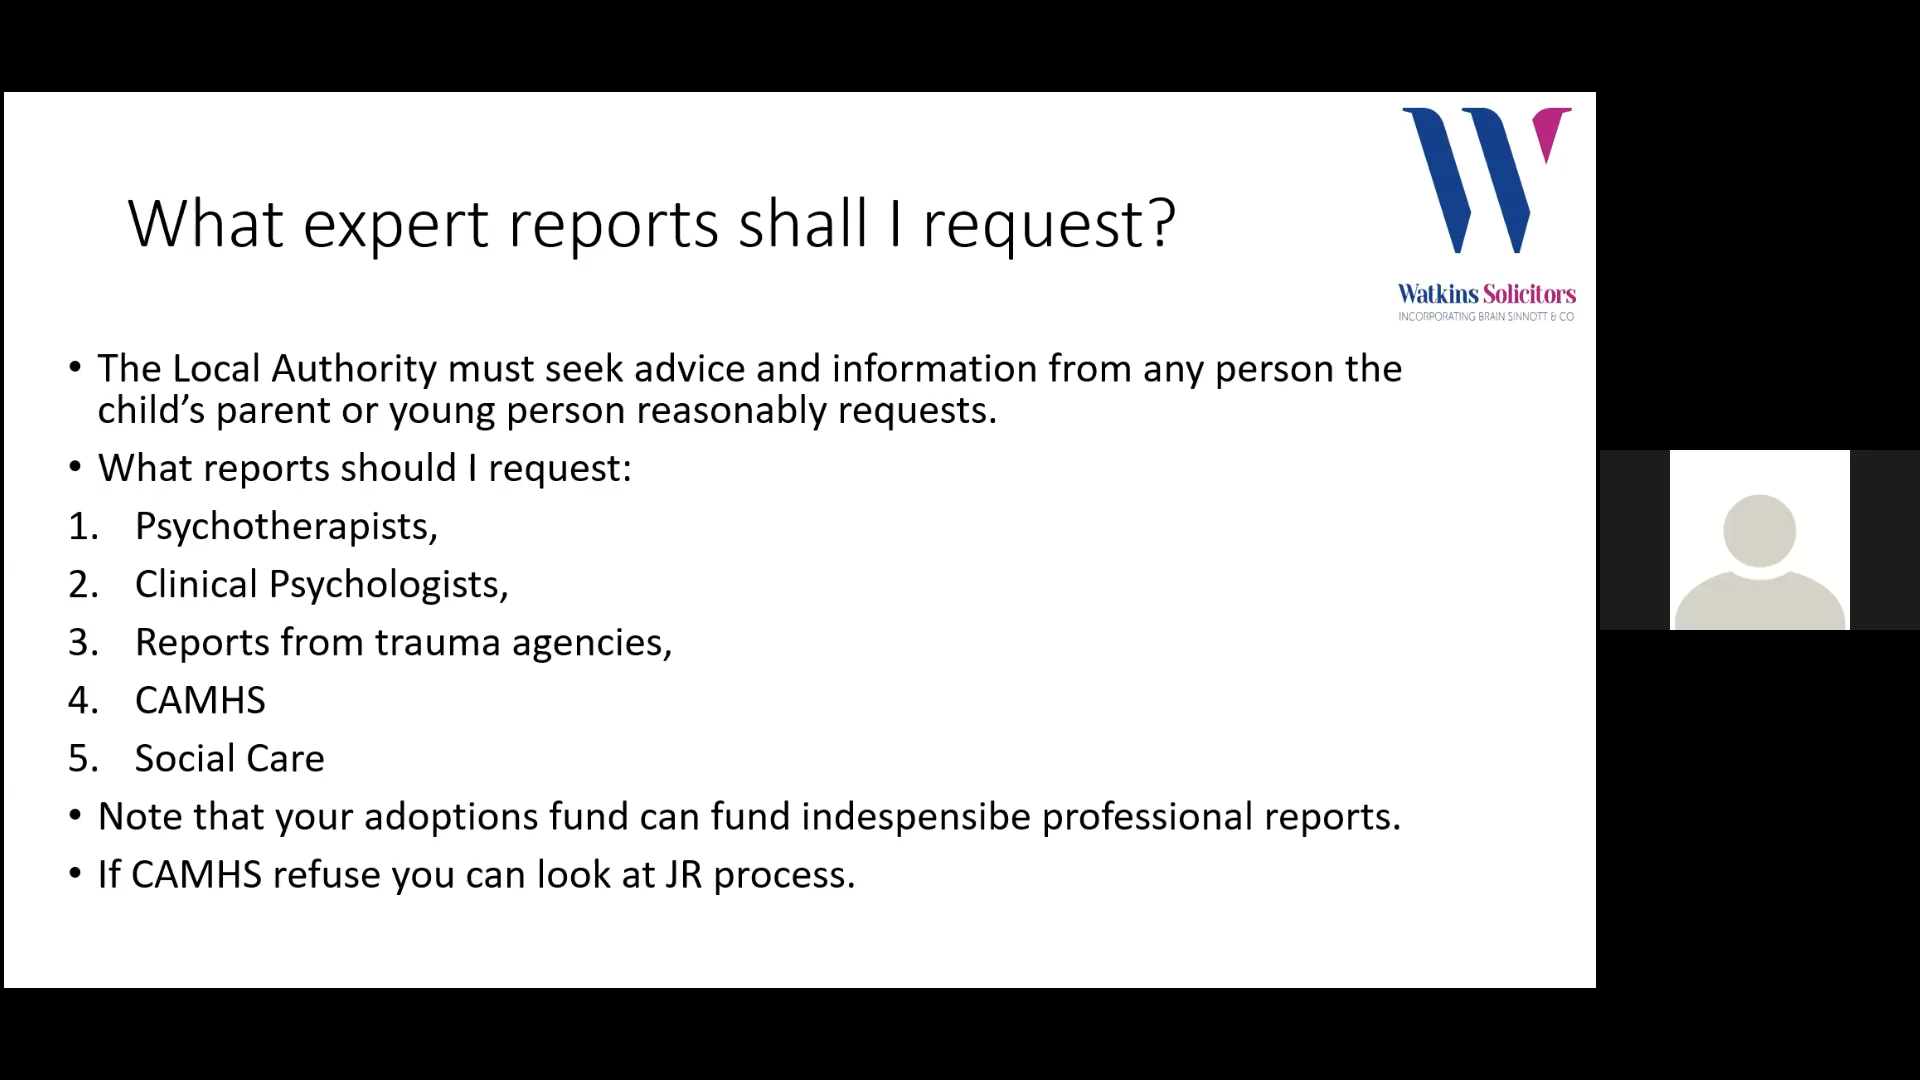 What expert reports shall I request?
Watkins Solicitors
INCORPORATING BRAIN SINNOTT & CO
• The Local Authority must seek advice and information from any person the
child’s parent or young person reasonably requests.
• What reports should I request:
1. Psychotherapists,
2. Clinical Psychologists,
3. Reports from trauma agencies,
4. CAMHS
5. Social Care
• Note that your adoptions fund can fund indespensibe professional reports.
• If CAMHS refuse you can look at JR process.